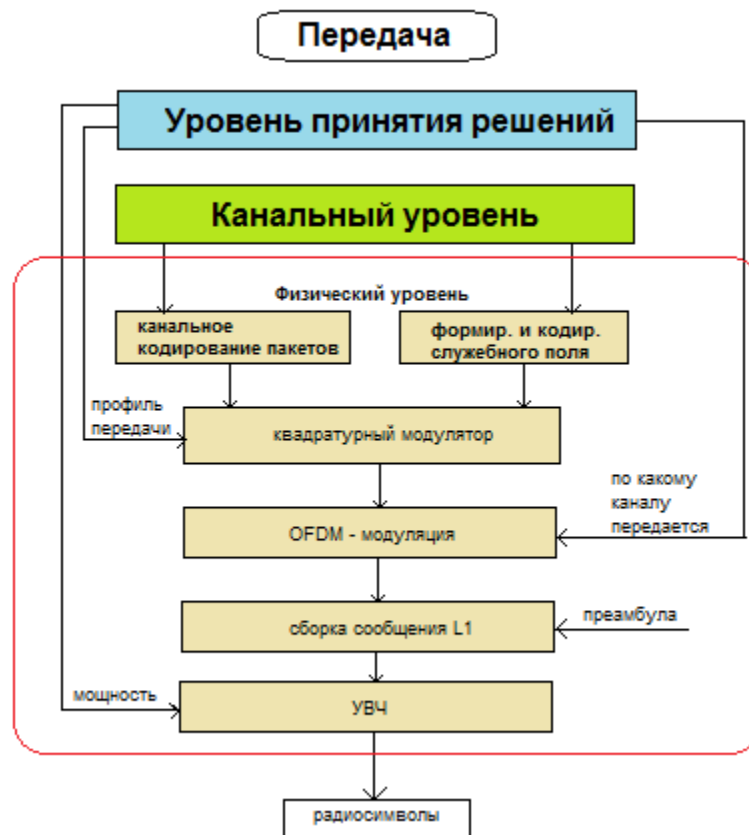 Передача
Уровень принятия решений
Канальный уровень
Физический уровень
канальное
кодирование пакетов
формир. и кодир.
служебного поля
профиль
передачи
квадратурный модулятор
по какому
каналу
передается
OFDM - модуляция
сборка сообщения L1
преамбула
мощность
УВЧ
радиосимволы